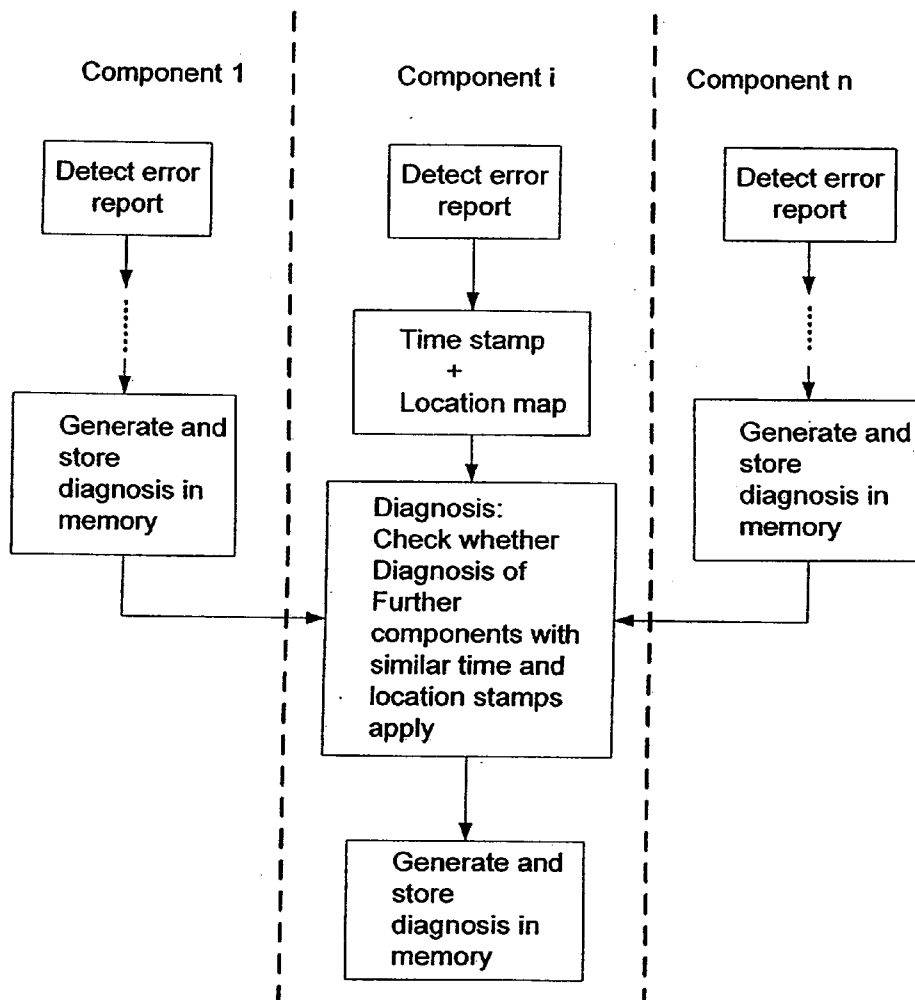 Component 1
Component i
Component n
Detect error
report
Detect error
report
Detect error
report
Time stamp
+
Location map
Generate and
store
diagnosis in
memory
Generate and
store
diagnosis in
memory
Diagnosis:
Check whether
Diagnosis of
Further
components with
similar time and
location stamps
apply
Generate and
store
diagnosis in
memory